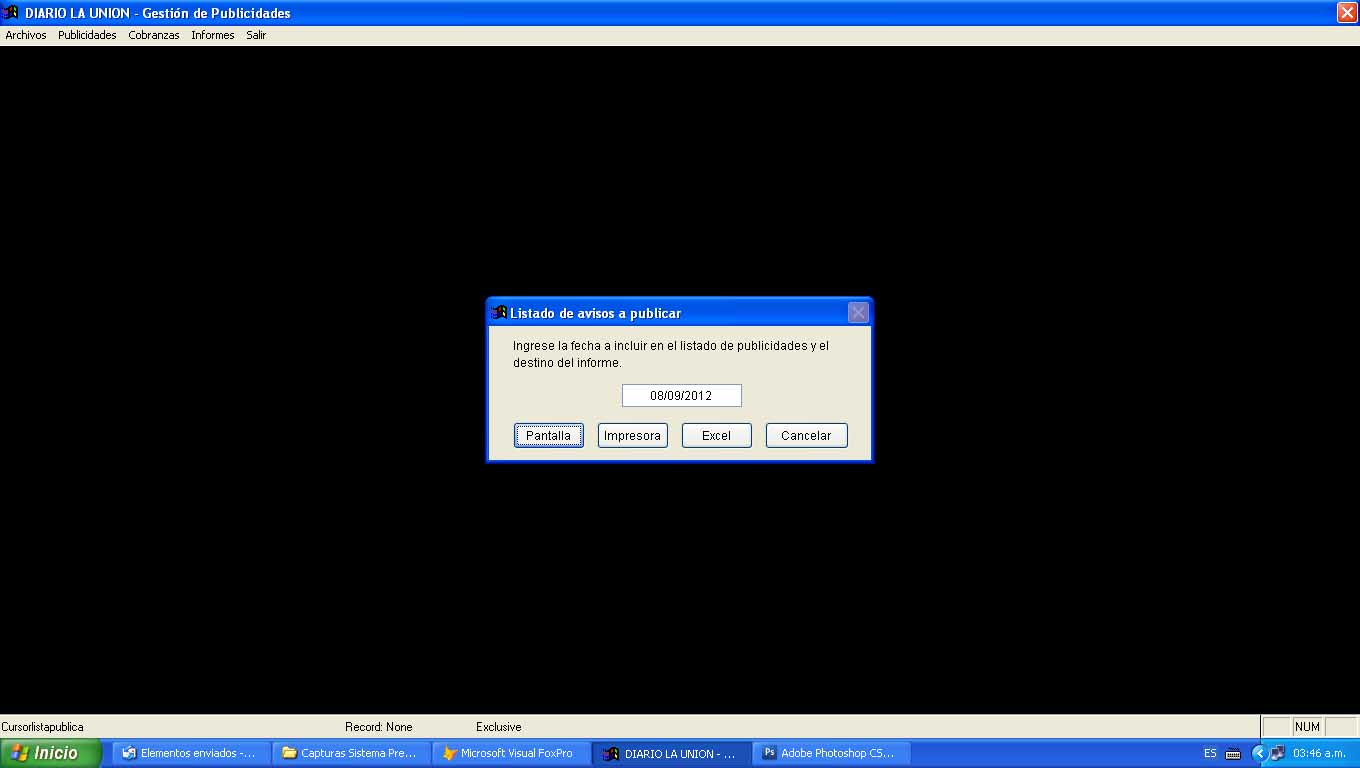 DIARIO LA UNION - Gestión de Publicidades
Archivos Publicidades Cobranzas Informes Salir
Listado de avisos a publicar
Ingrese la fecha a incluir en el listado de publicidades y el
destino del informe.
08/09/2012
Pantalla Impresora Excel Cancelar
Cursorlistapublica Record: None Exclusive NUM
Inicio Elementos enviados -... Capturas Sistema Pre... Microsoft Visual FoxPro DIARIO LA UNION - ... Ps Adobe Photoshop CS... ES 03:46 a.m.